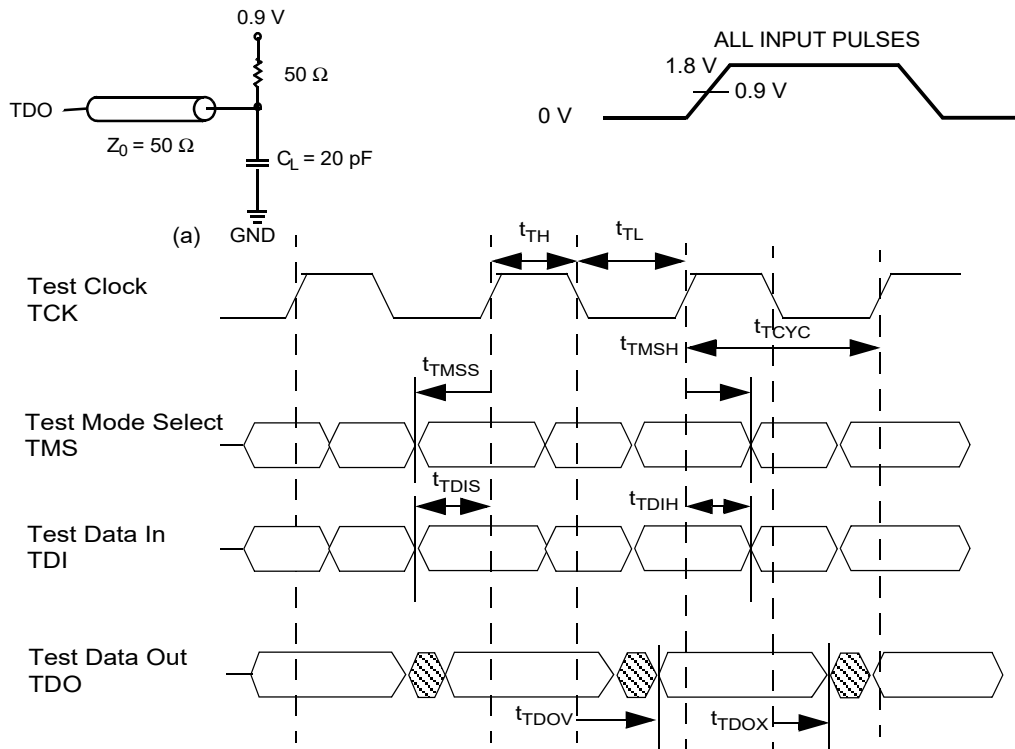 0.9 V
50 Ω
TDO
Z0 = 50 Ω
CL = 20 pF
(a)
GND
ALL INPUT PULSES
1.8 V
0.9 V
0 V
tTH
tTL
Test Clock
TCK
tTCYC
tTMSH
tTMSS
Test Mode Select
TMS
tTDIS
tTDIH
Test Data In
TDI
Test Data Out
TDO
tTDOV
tTDOX